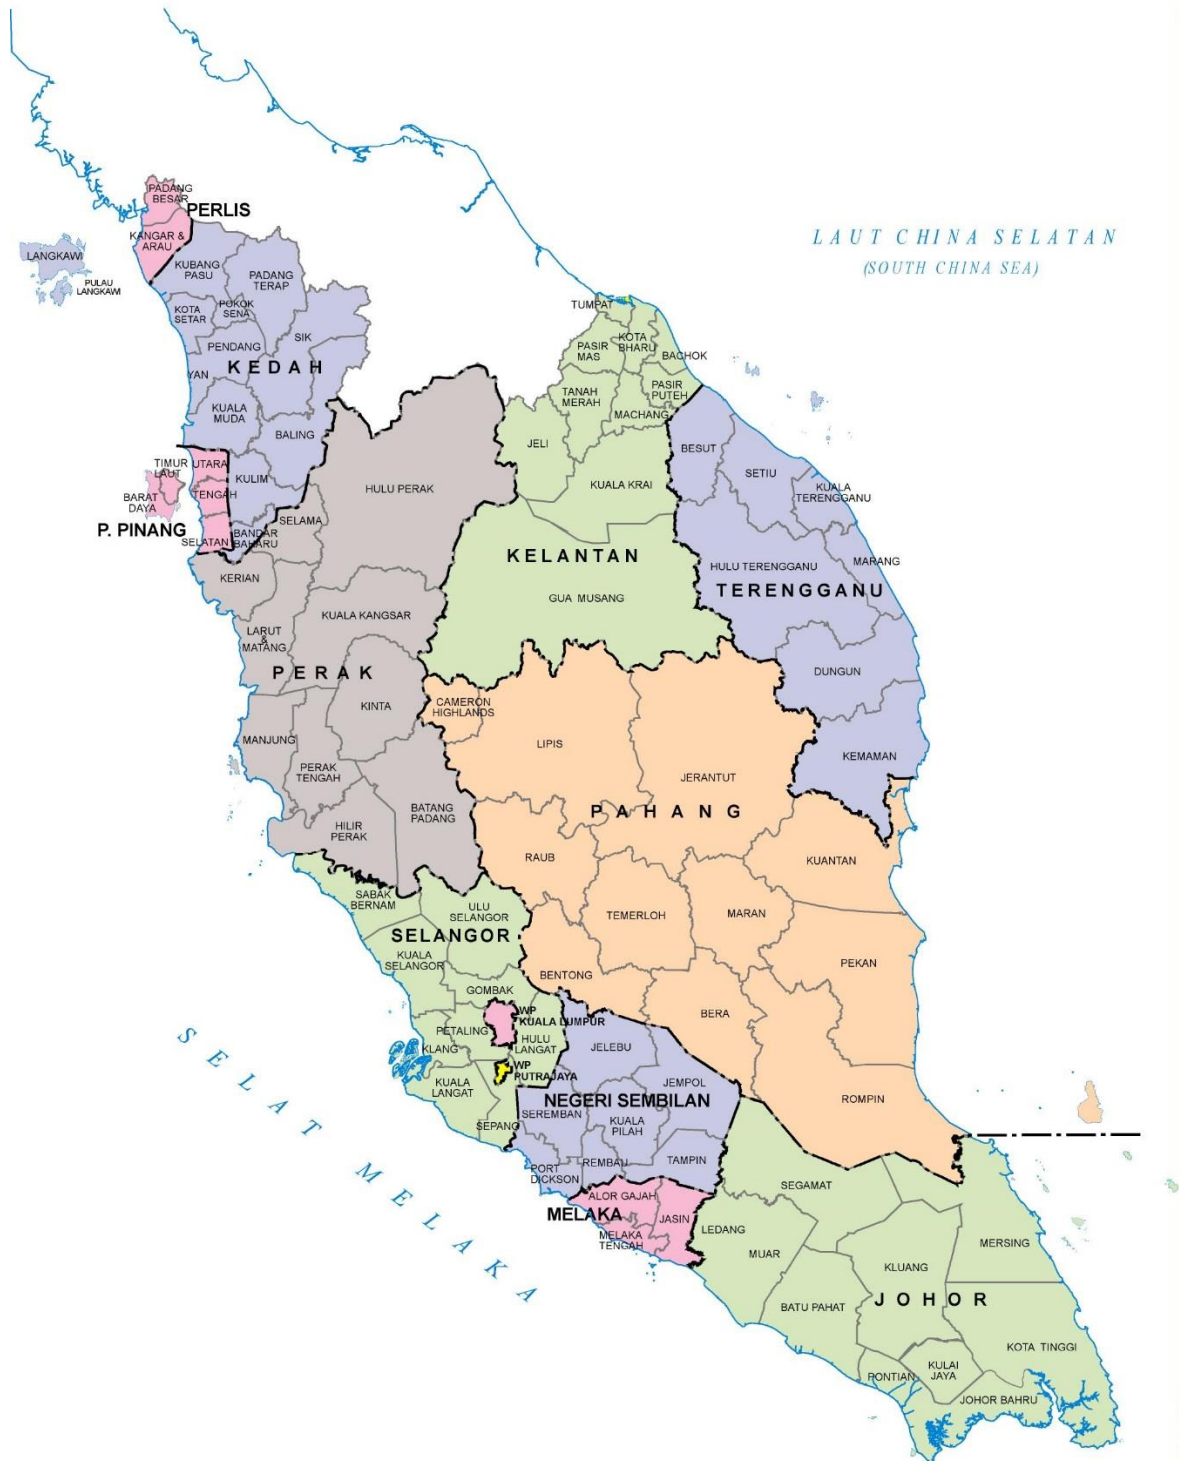 PADANG
BESAR
PERLIS
KANGAR &
ARAU
LANGKAWI
PULAU
LANGKAWI
KUBANG
PASU
PADANG
TERAP
KOTA
SETAR
POKOK
SENA
PENDANG
SIK
KEDAH
YAN
KUALA
MUDA
BALING
KULIM
BANDAR
BAHARU
TIMUR
LAUT
UTARA
BARAT
DAYA
TENGAH
P. PINANG
SELATAN
LAUT CHINA SELATAN
(SOUTH CHINA SEA)
TUMPAT
PASIR
MAS
KOTA
BHARU
BACHOK
TANAH
MERAH
PASIR
PUTEH
MACHANG
JELI
KUALA KRAI
KELANTAN
GUA MUSANG
BESUT
SETIU
KUALA
TERENGGANU
HULU TERENGGANU
MARANG
TERENGGANU
DUNGUN
KEMAMAN
HULU PERAK
SELAMA
KERIAN
KUALA KANGSAR
LARUT
&
MATANG
PERAK
KINTA
MANJUNG
PERAK
TENGAH
BATANG
PADANG
HILIR
PERAK
CAMERON
HIGHLANDS
LIPIS
JERANTUT
PAHANG
RAUB
KUANTAN
TEMERLOH
MARAN
BENTONG
PEKAN
BERA
ROMPIN
SABAK
BERNAM
ULU
SELANGOR
SELANGOR
KUALA
SELANGOR
GOMBAK
WP
KUALA LUMPUR
PETALING
HULU
LANGAT
KLANG
WP
PUTRAJAYA
KUALA
LANGAT
SEPANG
JELEBU
JEMPOL
NEGERI SEMBILAN
SEREMBAN
KUALA
PILAH
PORT
DICKSON
REMBAU
TAMPIN
ALOR GAJAH
MELAKA
JASIN
MELAKA
TENGAH
SELAT MELAKA
SEGAMAT
LEDANG
MUAR
MERSING
KLUANG
BATU PAHAT
JOHOR
KOTA TINGGI
PONTIAN
KULAI
JAYA
JOHOR BAHRU